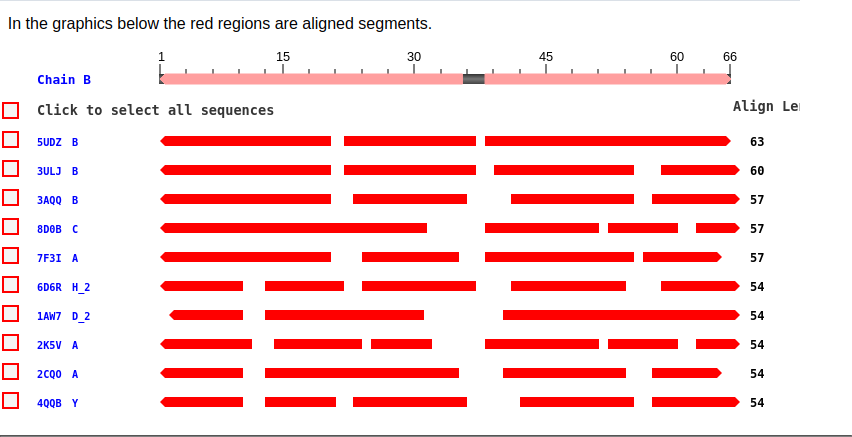 In the graphics below the red regions are aligned segments.
1 15 30 45 60 66
Chain B
Click to select all sequences
Align Le
5UDZ B 63
3ULJ B 60
3AQQ B 57
8D0B C 57
7F3I A 57
6D6R H_2 54
1AW7 D_2 54
2K5V A 54
2CQO A 54
4QQB Y 54